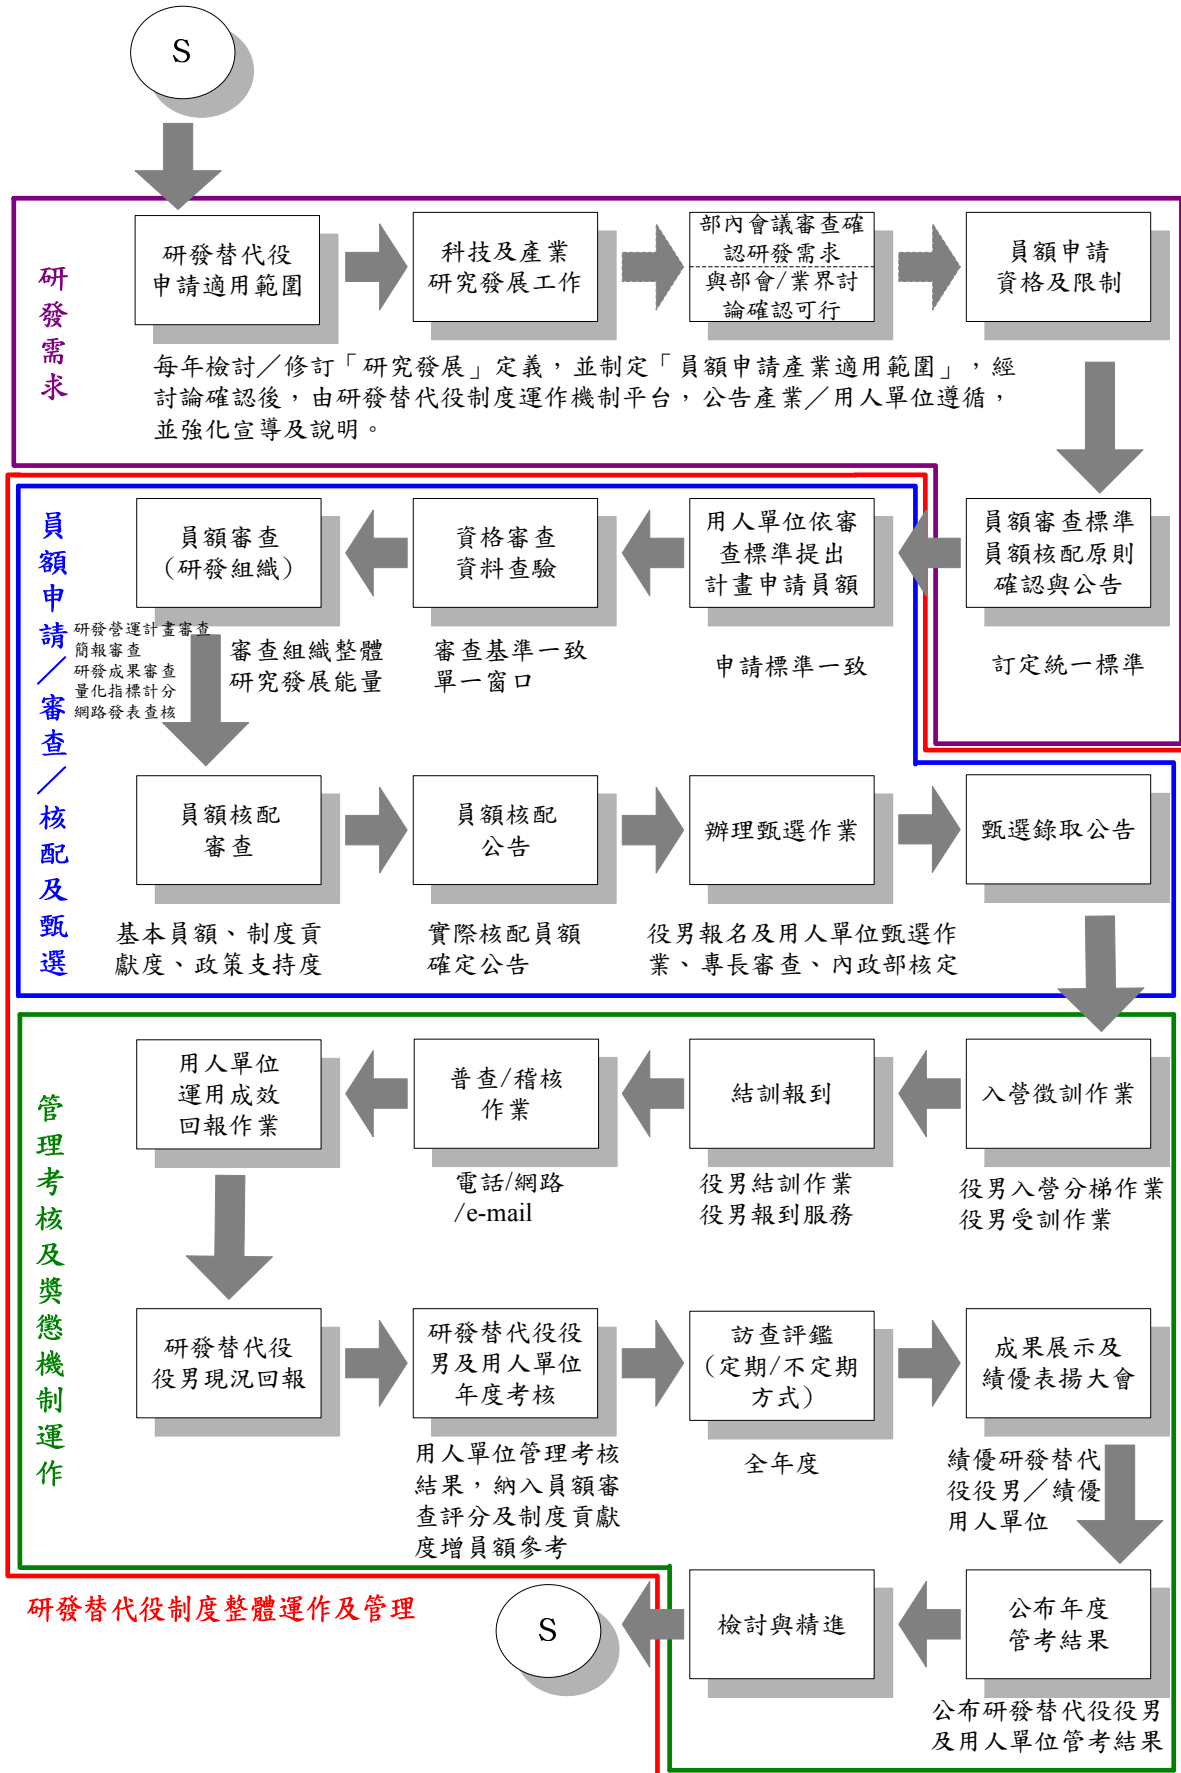 S
研發需求
研發替代役
申請適用範圍
科技及產業
研究發展工作
部內會議審查確
認研發需求
與部會/業界討
論確認可行
員額申請
資格及限制
每年檢討／修訂「研究發展」定義，並制定「員額申請產業適用範圍」，經
討論確認後，由研發替代役制度運作機制平台，公告產業／用人單位遵循，
並強化宣導及說明。
員額審查標準
員額核配原則
確認與公告
訂定統一標準
員額申請／審查／核配及甄選
用人單位依審
查標準提出
計畫申請員額
申請標準一致
資格審查
資料查驗
審查基準一致
單一窗口
員額審查
(研發組織)
審查組織整體
研究發展能量
研發營運計畫審查
簡報審查
研發成果審查
量化指標計分
網路發表查核
員額核配
審查
基本員額、制度貢
獻度、政策支持度
員額核配
公告
實際核配員額
確定公告
辦理甄選作業
役男報名及用人單位甄選作
業、專長審查、內政部核定
甄選錄取公告
管理考核及獎懲機制運作
入營徵訓作業
役男入營分梯作業
役男受訓作業
結訓報到
役男結訓作業
役男報到服務
普查/稽核
作業
電話/網路
/e-mail
用人單位
運用成效
回報作業
研發替代役
役男現況回報
研發替代役役
男及用人單位
年度考核
用人單位管理考核
結果，納入員額審
查評分及制度貢獻
度增員額參考
訪查評鑑
(定期/不定期
方式)
全年度
成果展示及
績優表揚大會
績優研發替代
役役男／績優
用人單位
公布年度
管考結果
公布研發替代役役男
及用人單位管考結果
檢討與精進
S
研發替代役制度整體運作及管理